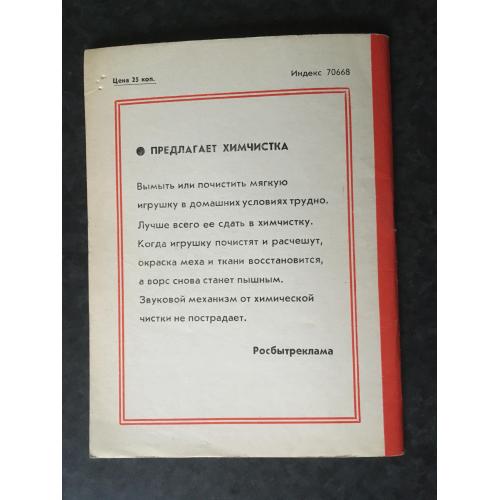 Цена 25 коп.
Индекс 70668
ПРЕДЛАГАЕТ ХИМЧИСТКА
Вымыть или почистить мягкую
игрушку в домашних условиях трудно.
Лучше всего ее сдать в химчистку.
Когда игрушку почистят и расчешут,
окраска меха и ткани восстановится,
а ворс снова станет пышным.
Звуковой механизм от химической
чистки не пострадает.
Росбытреклама